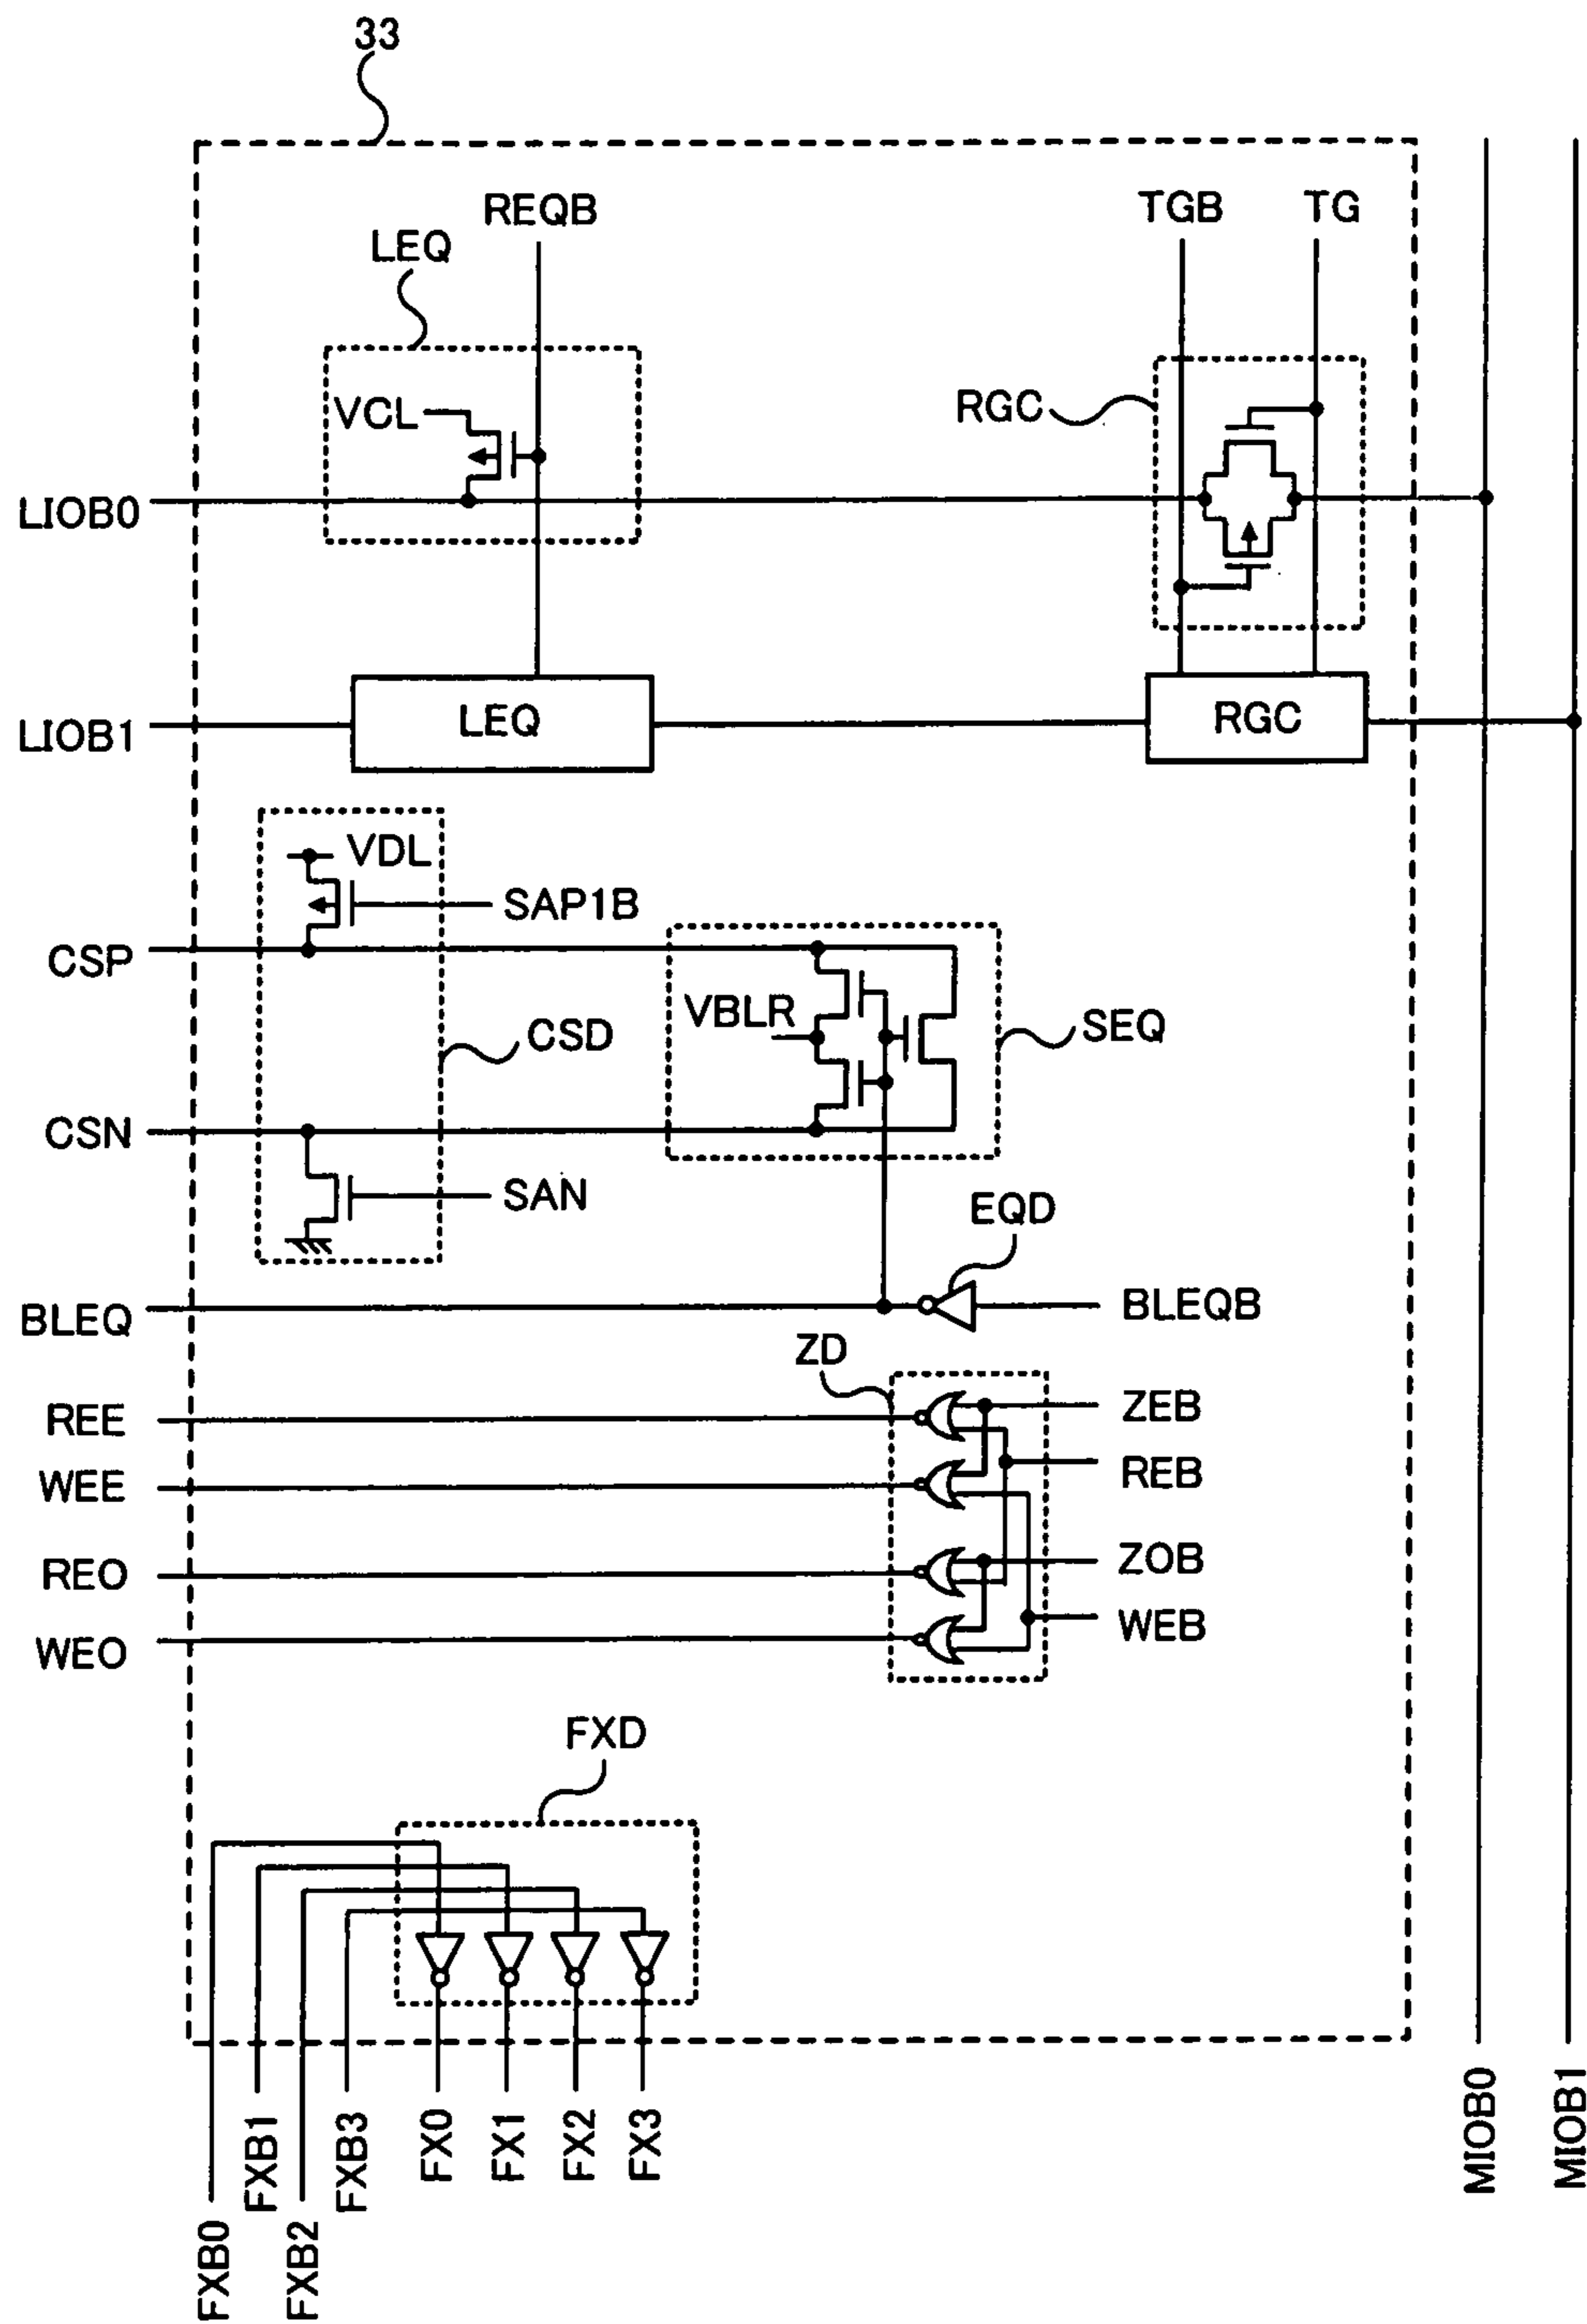 33
REQB
TGB
TG
LEQ
VCL
RGC
LIOB0
LIOB1
LEQ
RGC
VDL
SAP1B
CSP
VBLR
CSD
SEQ
CSN
SAN
EQD
BLEQ
BLEQB
ZD
REE
ZEB
WEE
REB
REO
ZOB
WEO
WEB
FXD
FXB0
FXB1
FXB2
FXB3
FX0
FX1
FX2
FX3
MIOB0
MIOB1